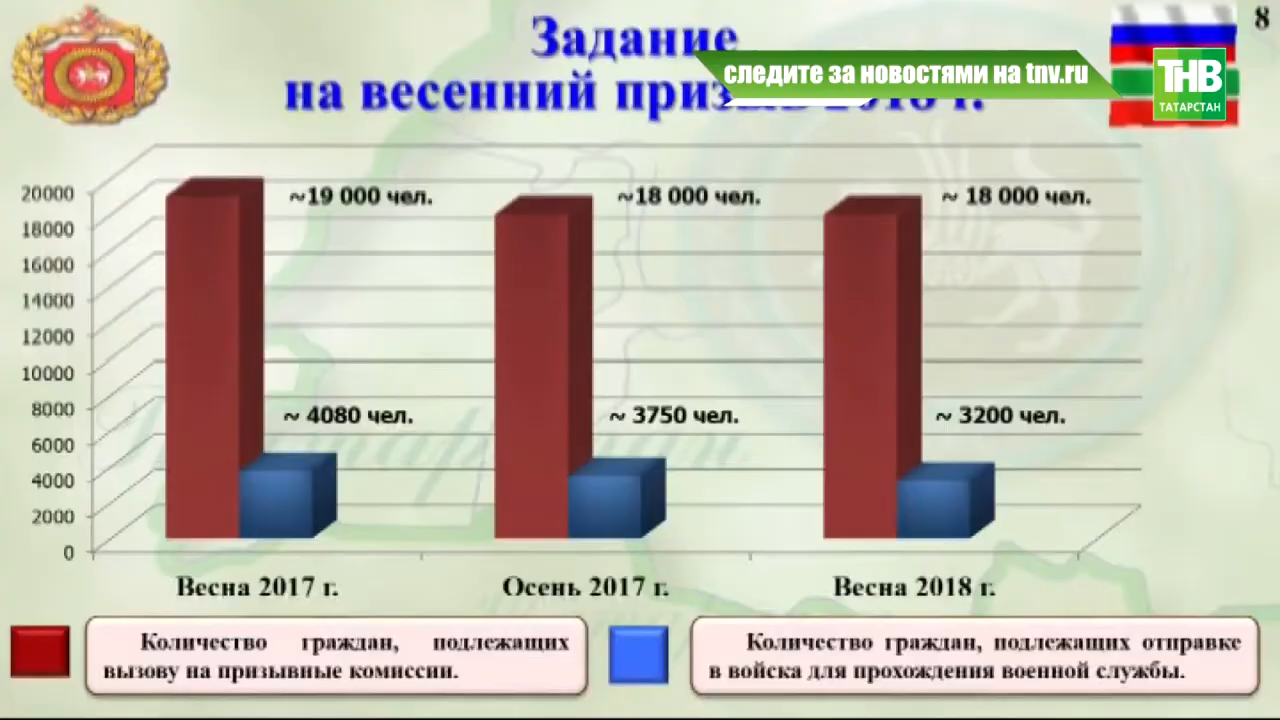 8
Задание
следите за новостями на tnv.ru
на весенний
ТНВ
ТАТАРСТАН
20000
18000
16000
14000
12000
10000
8000
6000
4000
2000
0
~19 000 чел.
~18 000 чел.
~ 18 000 чел.
~ 4080 чел.
~ 3750 чел.
~ 3200 чел.
Весна 2017 г.
Осень 2017 г.
Весна 2018 г.
Количество граждан, подлежащих
вызову на призывные комиссии.
Количество граждан, подлежащих отправке
в войска для прохождения военной службы.